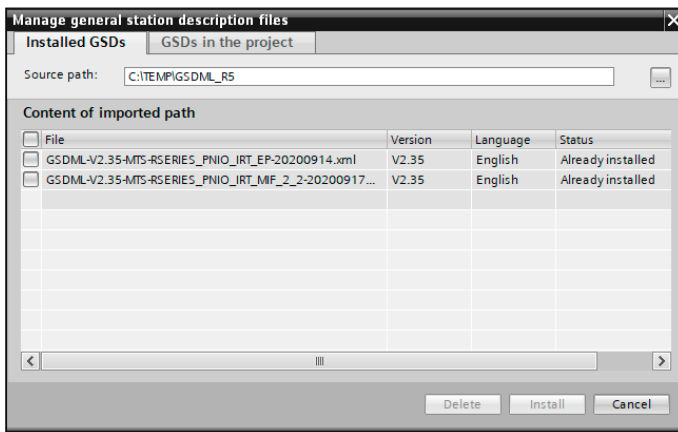 Manage general station description files
Installed GSDs GSDs in the project
Source path: C:\TEMP\GSDML_R5 ...
Content of imported path
File Version Language Status
GSDML-V2.35-MTS-RSERIES_PNIO_IRT_EP-20200914.xml V2.35 English Already installed
GSDML-V2.35-MTS-RSERIES_PNIO_IRT_MIF_2_2-20200917... V2.35 English Already installed
Delete Install Cancel